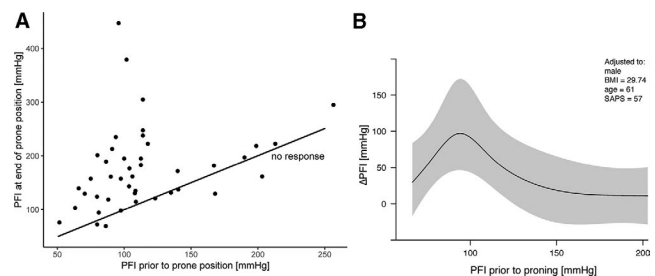 A
PFI at end of prone position [mmHg]
400
300
200
100
no response
50
100
150
200
250
PFI prior to prone position [mmHg]
B
Adjusted to:
male
BMI = 29.74
age = 61
SAPS = 57
ΔPFI [mmHg]
150
100
50
0
100
150
200
PFI prior to proning [mmHg]